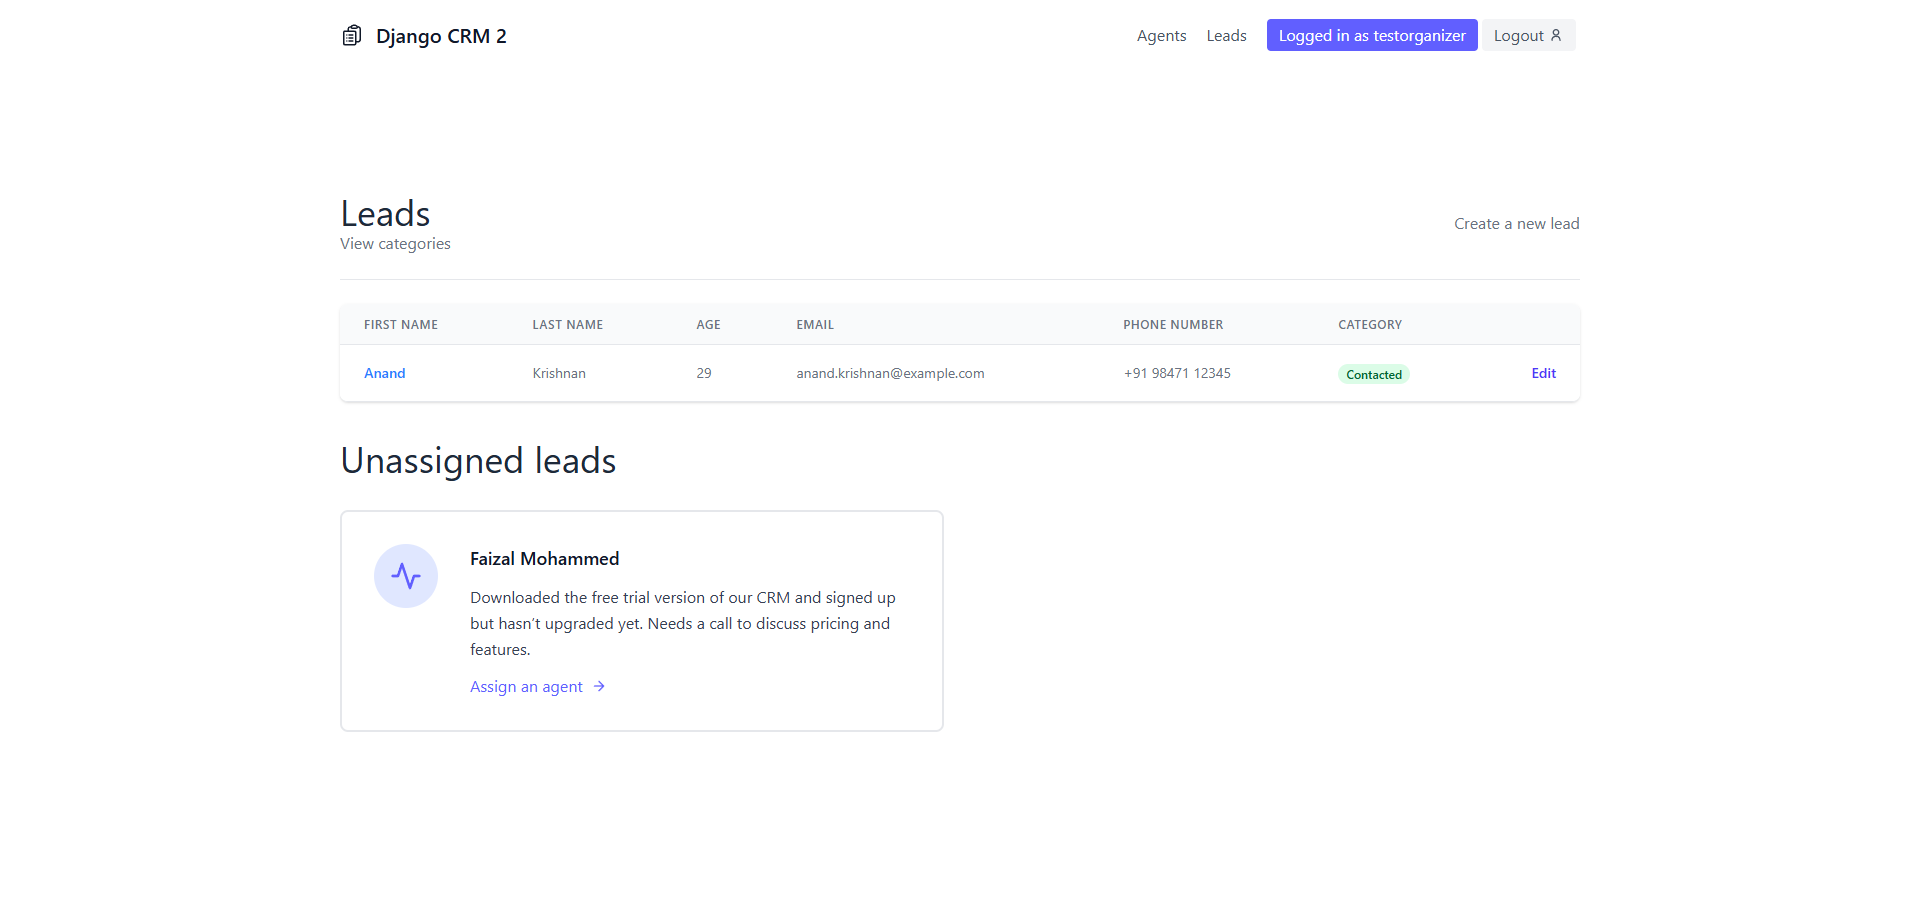 Django CRM 2
Agents Leads Logged in as testorganizer Logout
Leads
View categories
Create a new lead
FIRST NAME LAST NAME AGE EMAIL PHONE NUMBER CATEGORY
Anand Krishnan 29 anand.krishnan@example.com +91 98471 12345 Contacted Edit
Unassigned leads
Faizal Mohammed
Downloaded the free trial version of our CRM and signed up
but hasn’t upgraded yet. Needs a call to discuss pricing and
features.
Assign an agent